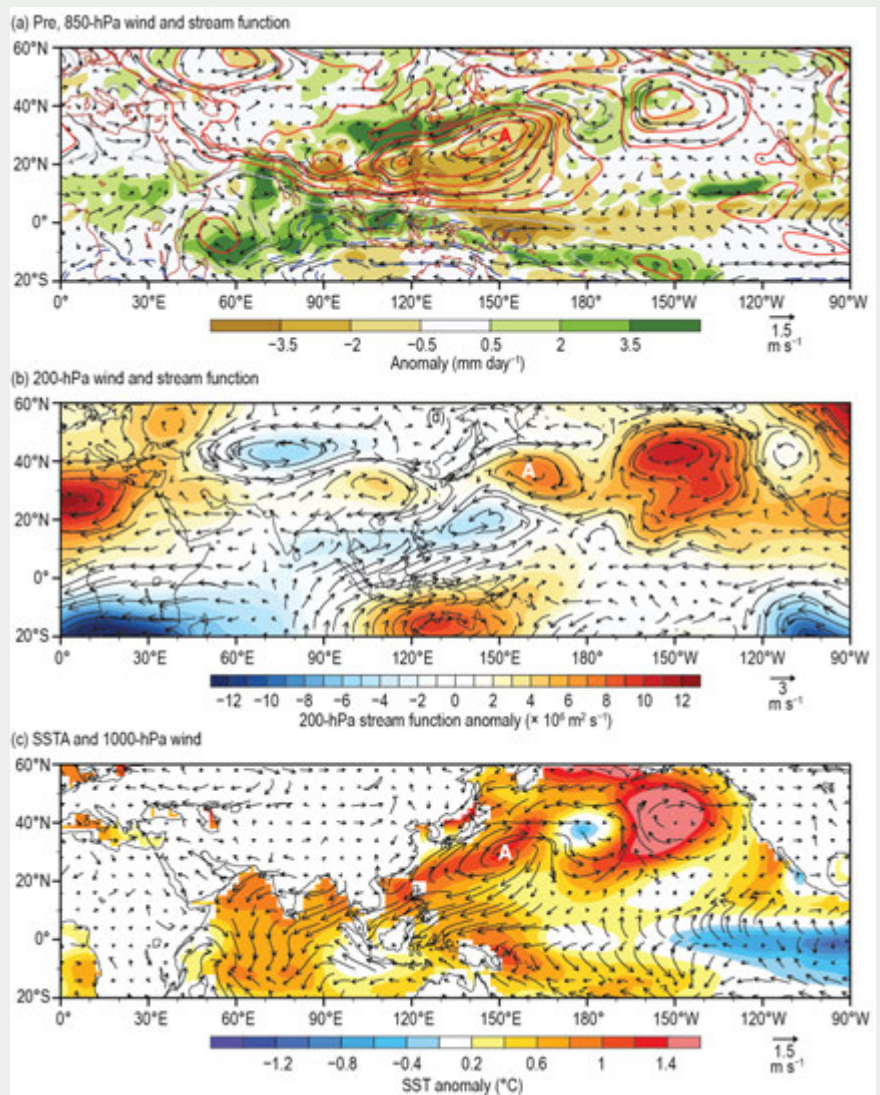 (a) Pre, 850-hPa wind and stream function
60°N
40°N
A
20°N
0°
20°S
0° 30°E 60°E 90°E 120°E 150°E 180° 150°W 120°W 90°W
−3.5 −2 −0.5 0.5 2 3.5
Anomaly (mm day⁻¹)
1.5
m s⁻¹
(b) 200-hPa wind and stream function
60°N
(d)
40°N
A
20°N
0°
20°S
0° 30°E 60°E 90°E 120°E 150°E 180° 150°W 120°W 90°W
−12 −10 −8 −6 −4 −2 0 2 4 6 8 10 12
200-hPa stream function anomaly (× 10⁶ m² s⁻¹)
3
m s⁻¹
(c) SSTA and 1000-hPa wind
60°N
40°N
A
20°N
0°
20°S
0° 30°E 60°E 90°E 120°E 150°E 180° 150°W 120°W 90°W
−1.2 −0.8 −0.4 0.2 0.6 1 1.4
SST anomaly (°C)
1.5
m s⁻¹